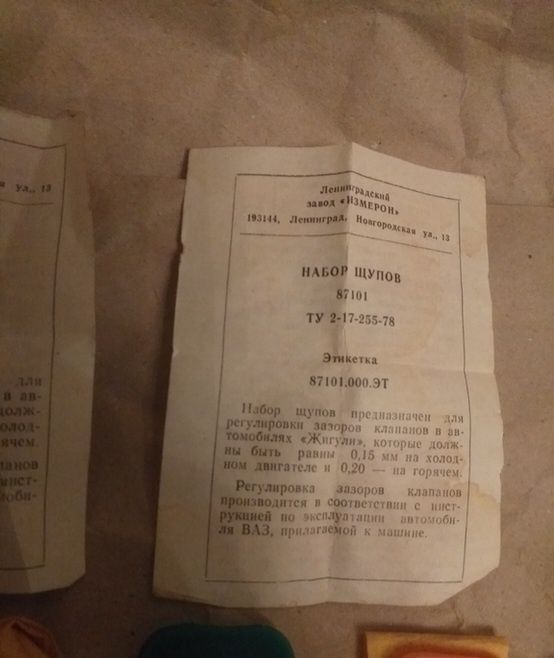 ул., 13
для
в ав-
долж-
холод-
рячем.
лапанов
инст-
томоби-
Ленинградский
завод «ИЗМЕРОН»
193144, Ленинград, Новгородская ул., 13
НАБОР ЩУПОВ
87101
ТУ 2-17-255-78
Этикетка
87101.000.ЭТ
Набор щупов предназначен для
регулировки зазоров клапанов в ав-
томобилях «Жигули», которые долж-
ны быть равны 0,15 мм на холод-
ном двигателе и 0,20 — на горячем.
Регулировка зазоров клапанов
производится в соответствии с инст-
рукцией по эксплуатации автомоби-
ля ВАЗ, прилагаемой к машине.